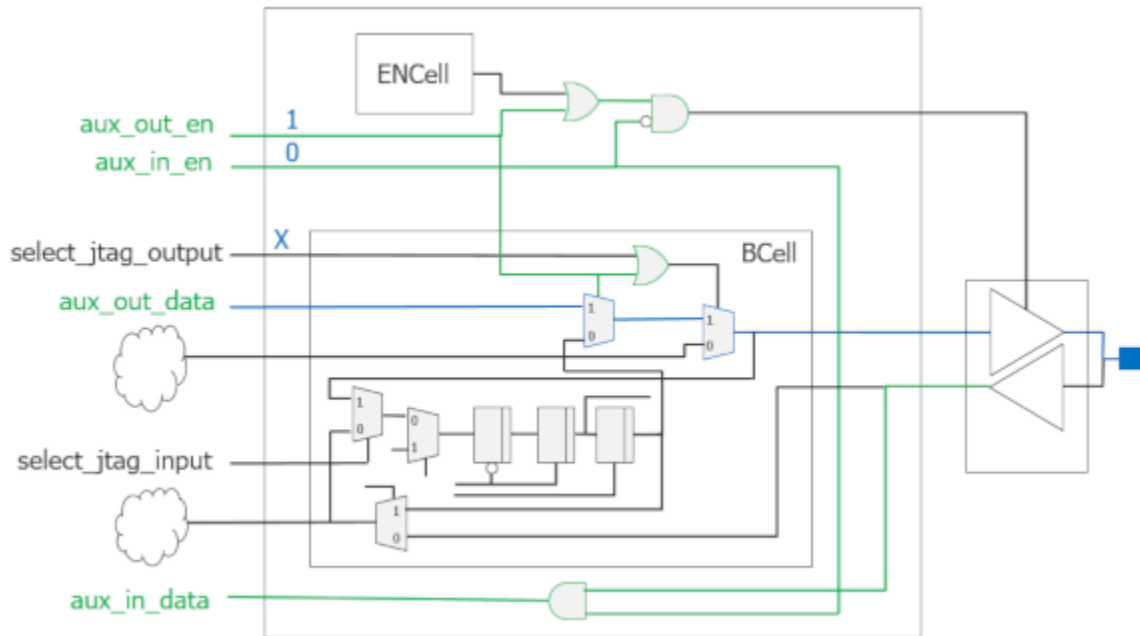 ENCell
aux_out_en
1
aux_in_en
0
select_jtag_output
X
BCell
aux_out_data
1
0
1
0
1
0
0
1
select_jtag_input
1
0
aux_in_data